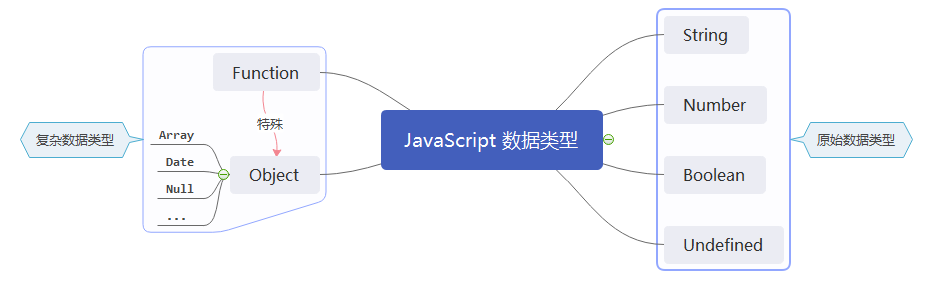 JavaScript 数据类型
String
Number
Boolean
Undefined
原始数据类型
Function
特殊
Object
Array
Date
Null
...
复杂数据类型